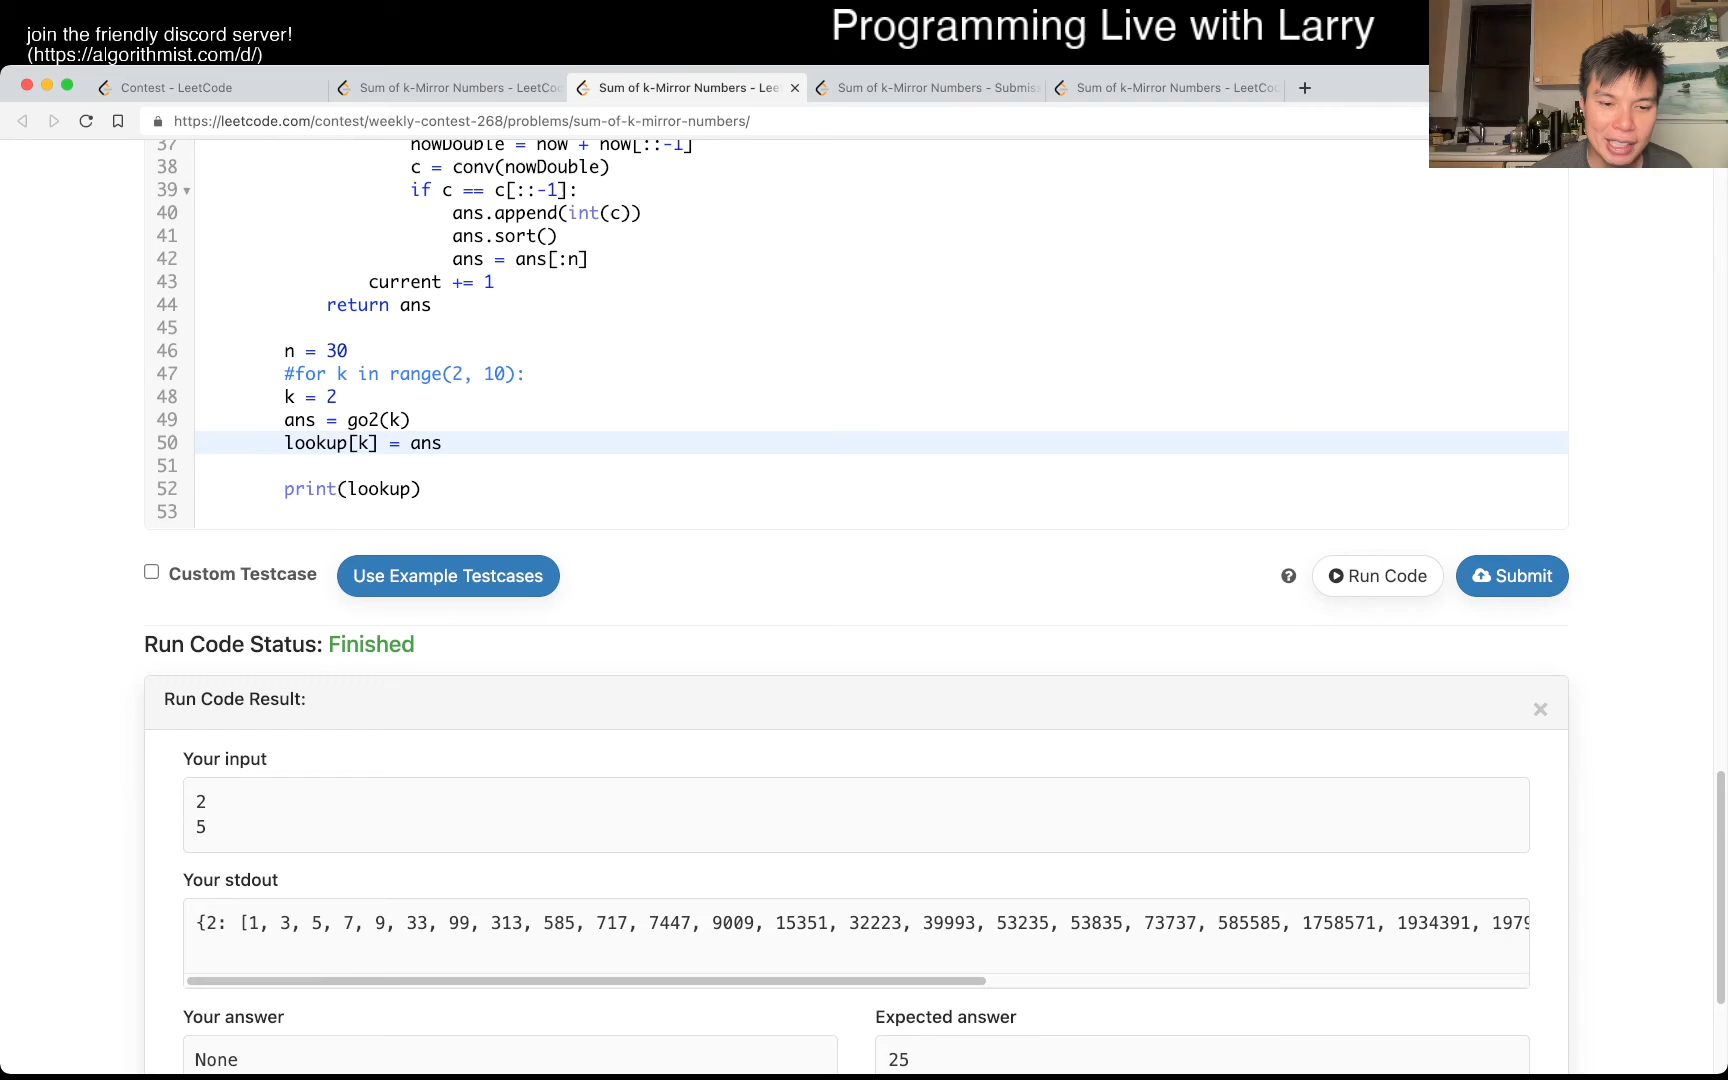 join the friendly discord server!
(https://algorithmist.com/d/)
Programming Live with Larry
Contest - LeetCode
Sum of k-Mirror Numbers - LeetCo
Sum of k-Mirror Numbers - Lee
Sum of k-Mirror Numbers - Submis
Sum of k-Mirror Numbers - LeetCo
https://leetcode.com/contest/weekly-contest-268/problems/sum-of-k-mirror-numbers/
37 nowDouble = now + now[::-1]
38 c = conv(nowDouble)
39 if c == c[::-1]:
40 ans.append(int(c))
41 ans.sort()
42 ans = ans[:n]
43 current += 1
44 return ans
45
46 n = 30
47 #for k in range(2, 10):
48 k = 2
49 ans = go2(k)
50 lookup[k] = ans
51
52 print(lookup)
53
Custom Testcase Use Example Testcases Run Code Submit
Run Code Status: Finished
Run Code Result:
Your input
2
5
Your stdout
{2: [1, 3, 5, 7, 9, 33, 99, 313, 585, 717, 7447, 9009, 15351, 32223, 39993, 53235, 53835, 73737, 585585, 1758571, 1934391, 1979
Your answer Expected answer
None 25